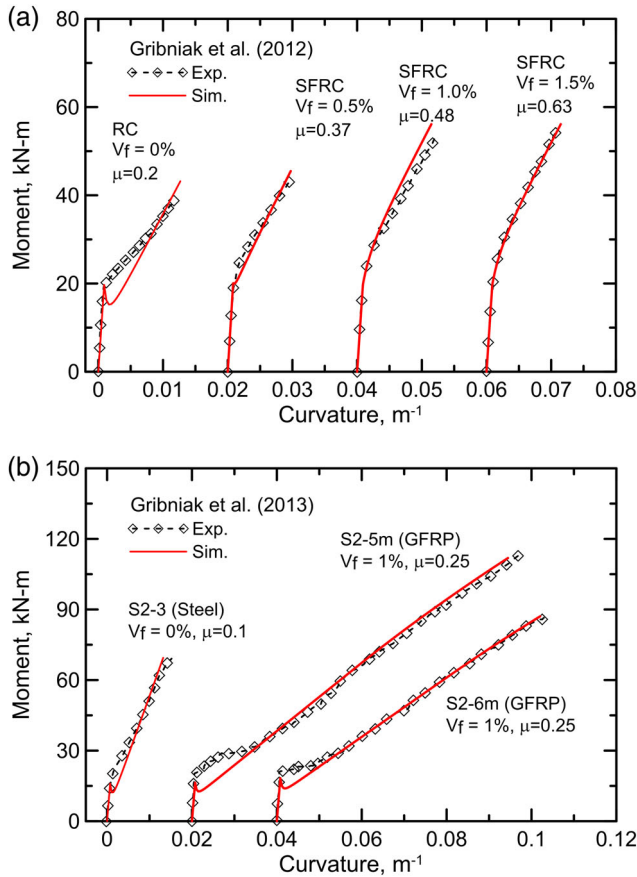 (a)
80
60
40
20
0
Moment, kN-m
Gribniak et al. (2012)
Exp.
Sim.
RC
Vf = 0%
μ=0.2
SFRC
Vf = 0.5%
μ=0.37
SFRC
Vf = 1.0%
μ=0.48
SFRC
Vf = 1.5%
μ=0.63
0 0.01 0.02 0.03 0.04 0.05 0.06 0.07 0.08
Curvature, m-1
(b)
150
120
90
60
30
0
Moment, kN-m
Gribniak et al. (2013)
Exp.
Sim.
S2-3 (Steel)
Vf = 0%, μ=0.1
S2-5m (GFRP)
Vf = 1%, μ=0.25
S2-6m (GFRP)
Vf = 1%, μ=0.25
0 0.02 0.04 0.06 0.08 0.1 0.12
Curvature, m-1